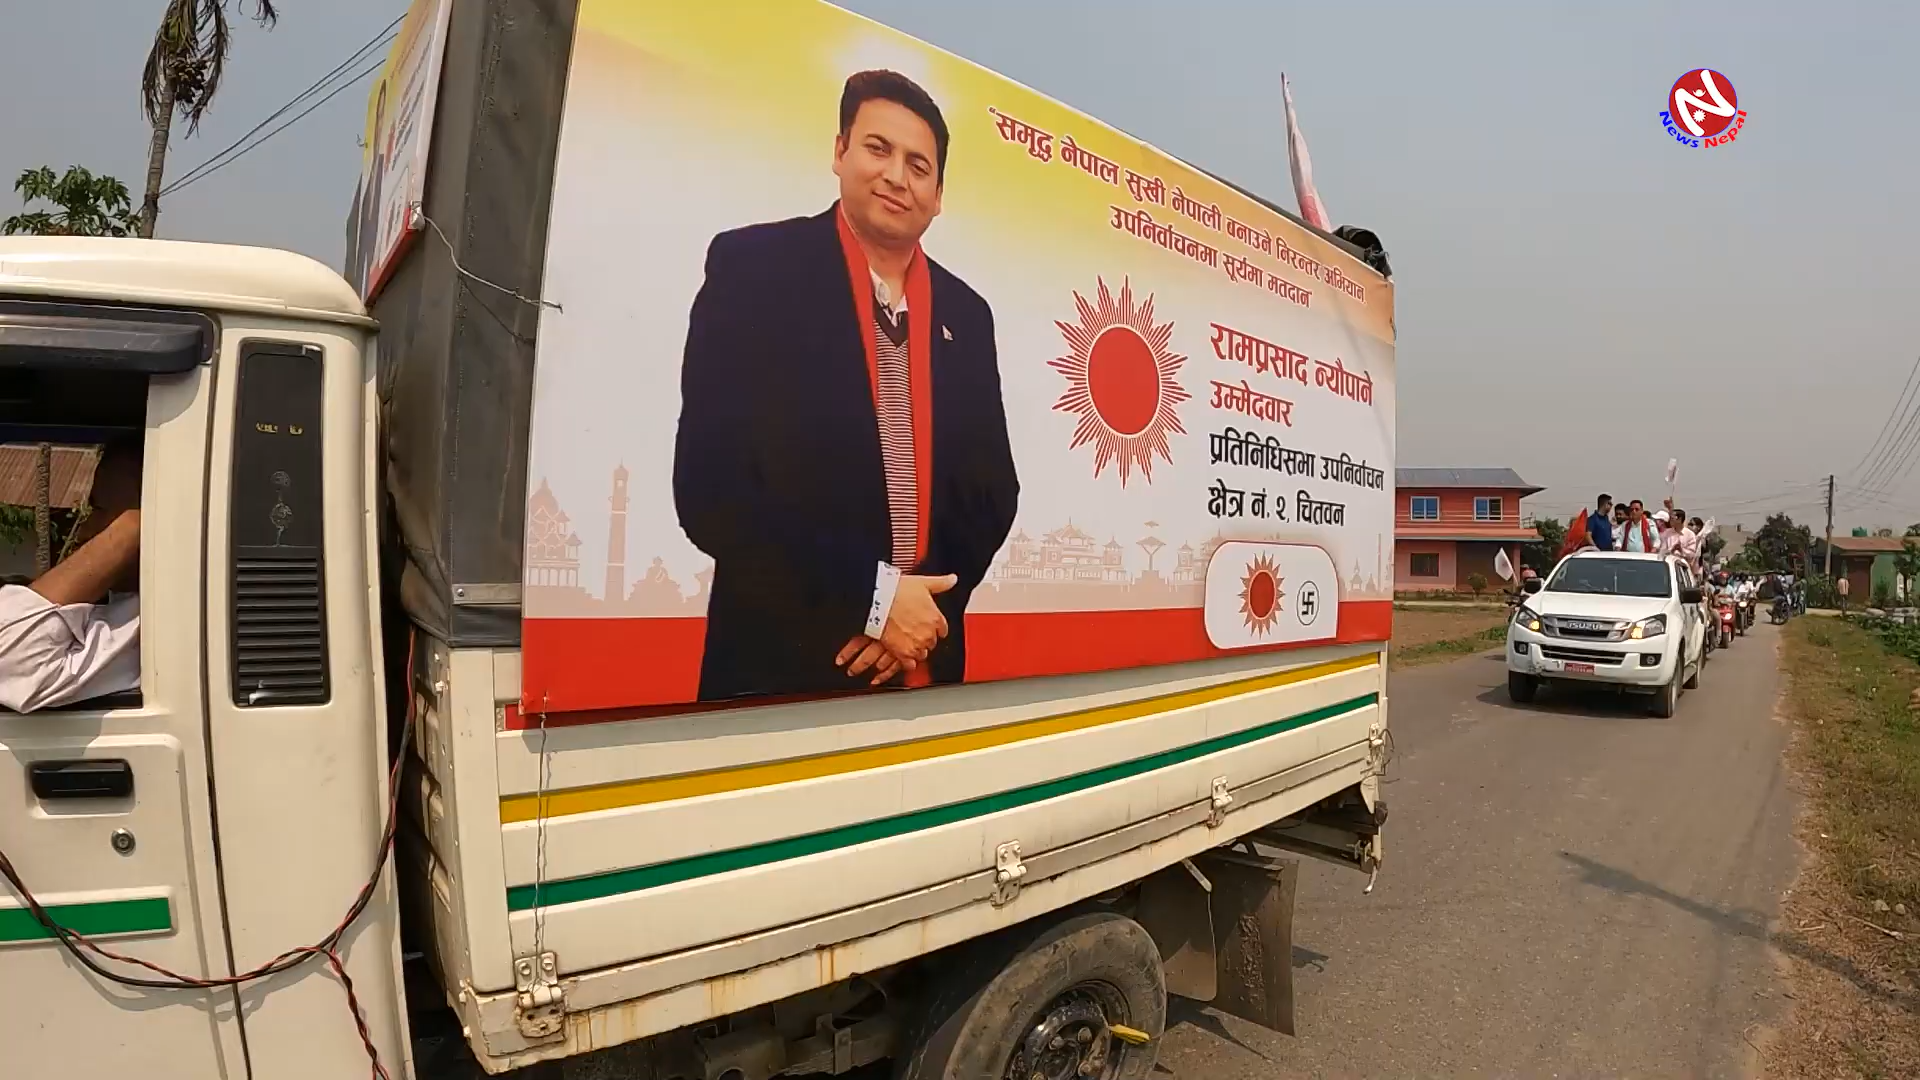 "समृद्ध नेपाल सुखी नेपाली बनाउने निरन्तर अभियान
उपनिर्वाचनमा सूर्यमा मतदान"
रामप्रसाद न्यौपाने
उम्मेदवार
प्रतिनिधिसभा उपनिर्वाचन
क्षेत्र नं. २, चितवन
ISUZU
News Nepal